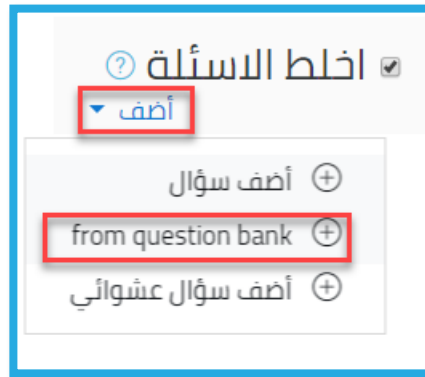 اخلط الاسئلة
أضف
أضف سؤال
from question bank
أضف سؤال عشوائي